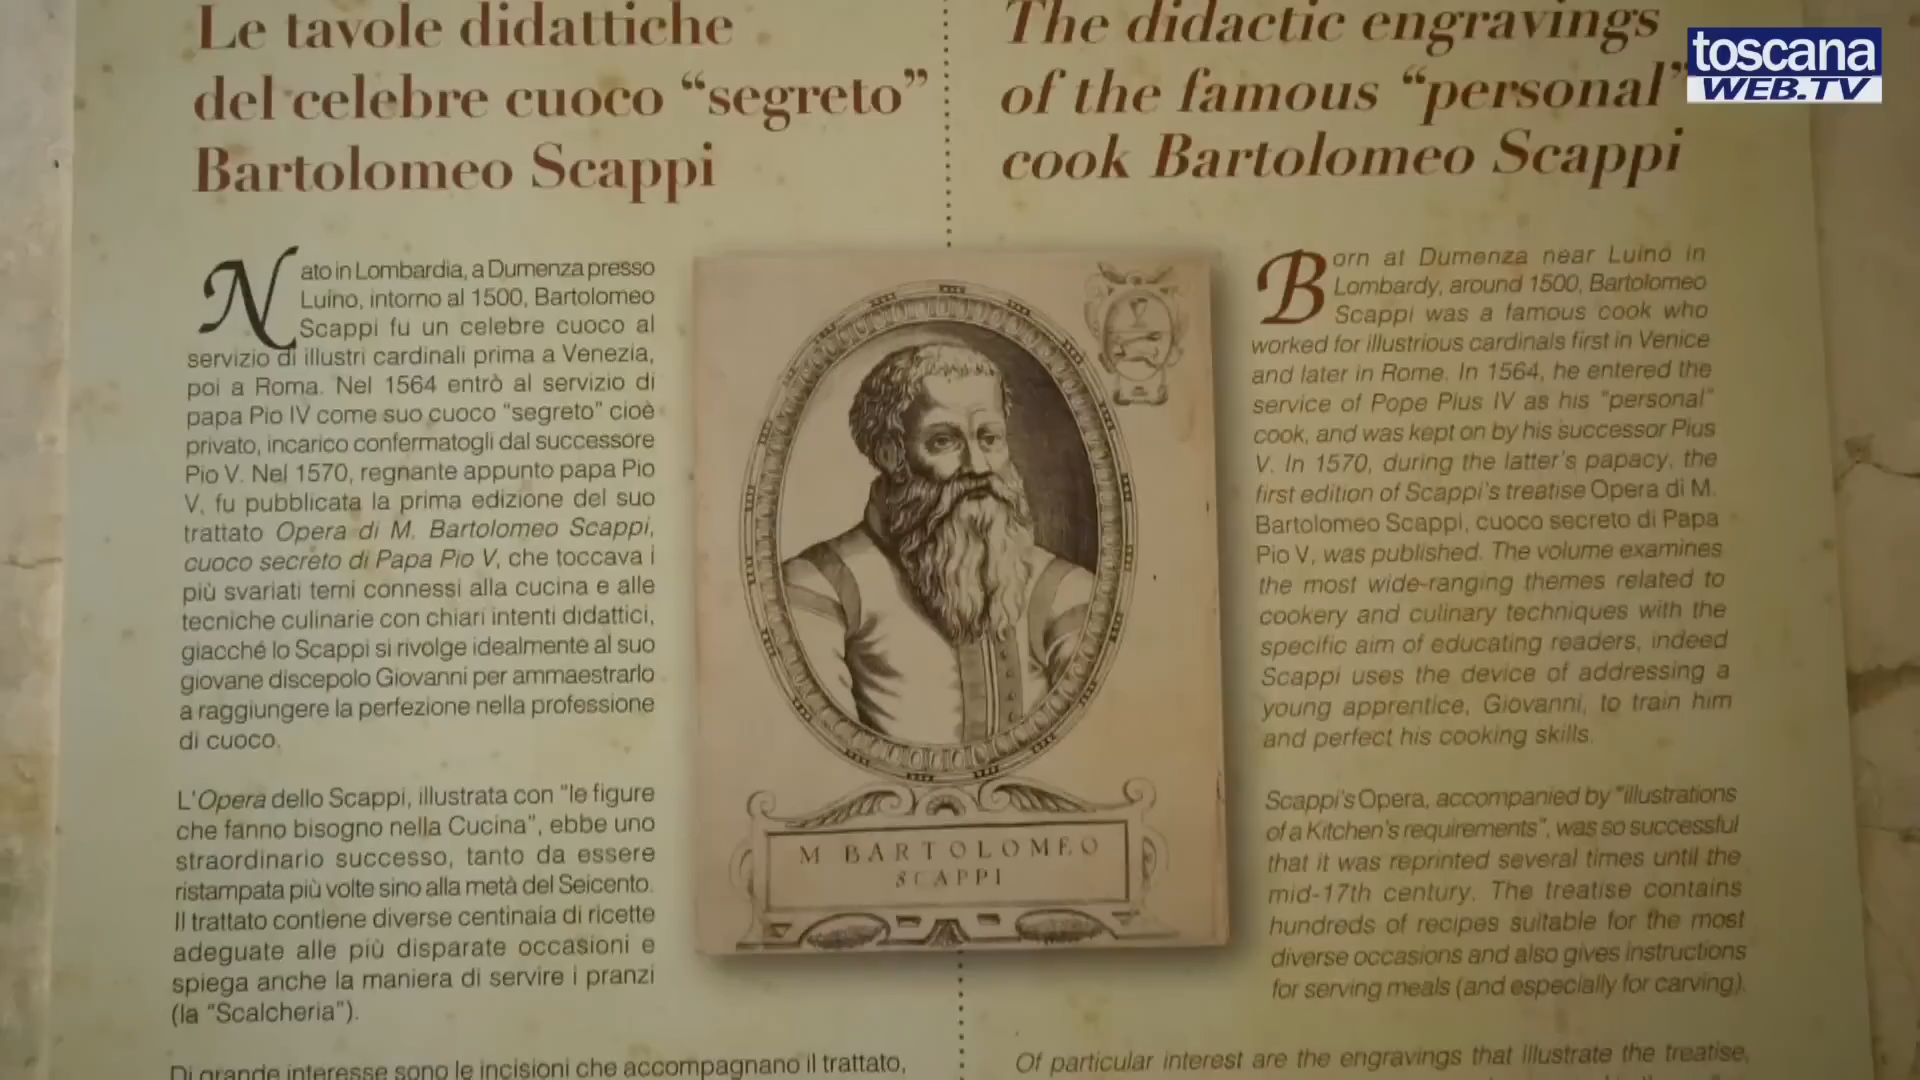 Le tavole didattiche
del celebre cuoco “segreto”
Bartolomeo Scappi
Nato in Lombardia, a Dumenza presso
Luino, intorno al 1500, Bartolomeo
Scappi fu un celebre cuoco al
servizio di illustri cardinali prima a Venezia,
poi a Roma. Nel 1564 entrò al servizio di
papa Pio IV come suo cuoco “segreto” cioè
privato, incarico confermatogli dal successore
Pio V. Nel 1570, regnante appunto papa Pio
V, fu pubblicata la prima edizione del suo
trattato Opera di M. Bartolomeo Scappi,
cuoco secreto di Papa Pio V, che toccava i
più svariati temi connessi alla cucina e alle
tecniche culinarie con chiari intenti didattici,
giacché lo Scappi si rivolge idealmente al suo
giovane discepolo Giovanni per ammaestrarlo
a raggiungere la perfezione nella professione
di cuoco.
L'Opera dello Scappi, illustrata con “le figure
che fanno bisogno nella Cucina”, ebbe uno
straordinario successo, tanto da essere
ristampata più volte sino alla metà del Seicento.
Il trattato contiene diverse centinaia di ricette
adeguate alle più disparate occasioni e
spiega anche la maniera di servire i pranzi
(la “Scalcheria”).
Di grande interesse sono le incisioni che accompagnano il trattato,
M BARTOLOMEO
SCAPPI
The didactic engravings
of the famous “personal”
cook Bartolomeo Scappi
Born at Dumenza near Luino in
Lombardy, around 1500, Bartolomeo
Scappi was a famous cook who
worked for illustrious cardinals first in Venice
and later in Rome. In 1564, he entered the
service of Pope Pius IV as his “personal”
cook, and was kept on by his successor Pius
V. In 1570, during the latter's papacy, the
first edition of Scappi's treatise Opera di M.
Bartolomeo Scappi, cuoco secreto di Papa
Pio V, was published. The volume examines
the most wide-ranging themes related to
cookery and culinary techniques with the
specific aim of educating readers, indeed
Scappi uses the device of addressing a
young apprentice, Giovanni, to train him
and perfect his cooking skills.
Scappi's Opera, accompanied by “illustrations
of a Kitchen's requirements”, was so successful
that it was reprinted several times until the
mid-17th century. The treatise contains
hundreds of recipes suitable for the most
diverse occasions and also gives instructions
for serving meals (and especially for carving).
Of particular interest are the engravings that illustrate the treatise,
toscana
WEB.TV